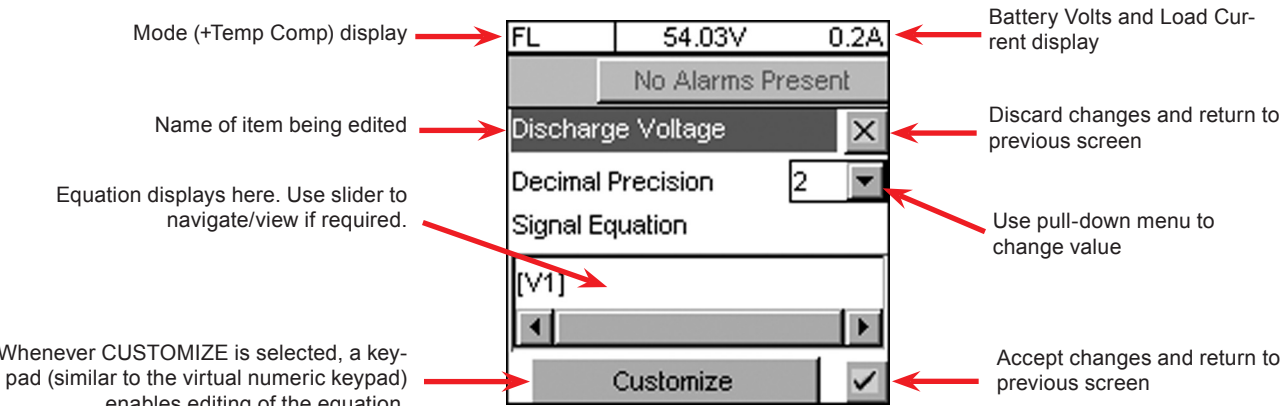 Mode (+Temp Comp) display
FL 54.03V 0.2A
Battery Volts and Load Cur-
rent display
No Alarms Present
Name of item being edited
Discharge Voltage
Discard changes and return to
previous screen
Decimal Precision 2
Use pull-down menu to
change value
Equation displays here. Use slider to
navigate/view if required.
Signal Equation
[V1]
Whenever CUSTOMIZE is selected, a key-
pad (similar to the virtual numeric keypad)
enables editing of the equation.
Customize
Accept changes and return to
previous screen